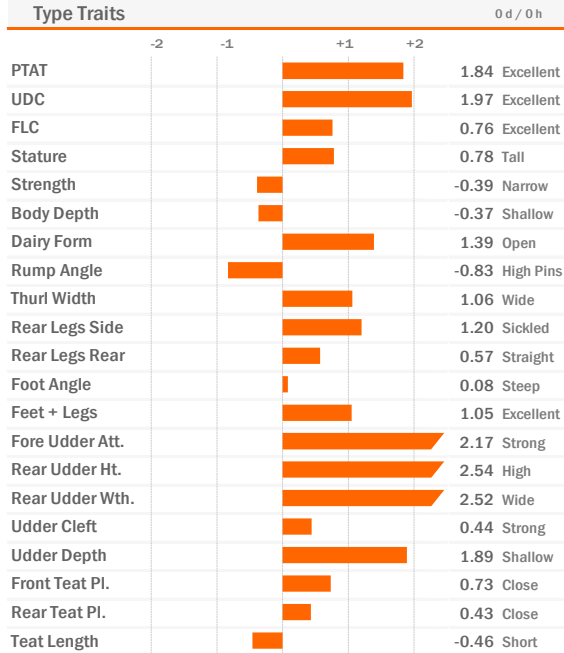 Type Traits 0 d / 0 h
-2 -1 +1 +2
PTAT 1.84 Excellent
UDC 1.97 Excellent
FLC 0.76 Excellent
Stature 0.78 Tall
Strength -0.39 Narrow
Body Depth -0.37 Shallow
Dairy Form 1.39 Open
Rump Angle -0.83 High Pins
Thurl Width 1.06 Wide
Rear Legs Side 1.20 Sickled
Rear Legs Rear 0.57 Straight
Foot Angle 0.08 Steep
Feet + Legs 1.05 Excellent
Fore Udder Att. 2.17 Strong
Rear Udder Ht. 2.54 High
Rear Udder Wth. 2.52 Wide
Udder Cleft 0.44 Strong
Udder Depth 1.89 Shallow
Front Teat Pl. 0.73 Close
Rear Teat Pl. 0.43 Close
Teat Length -0.46 Short